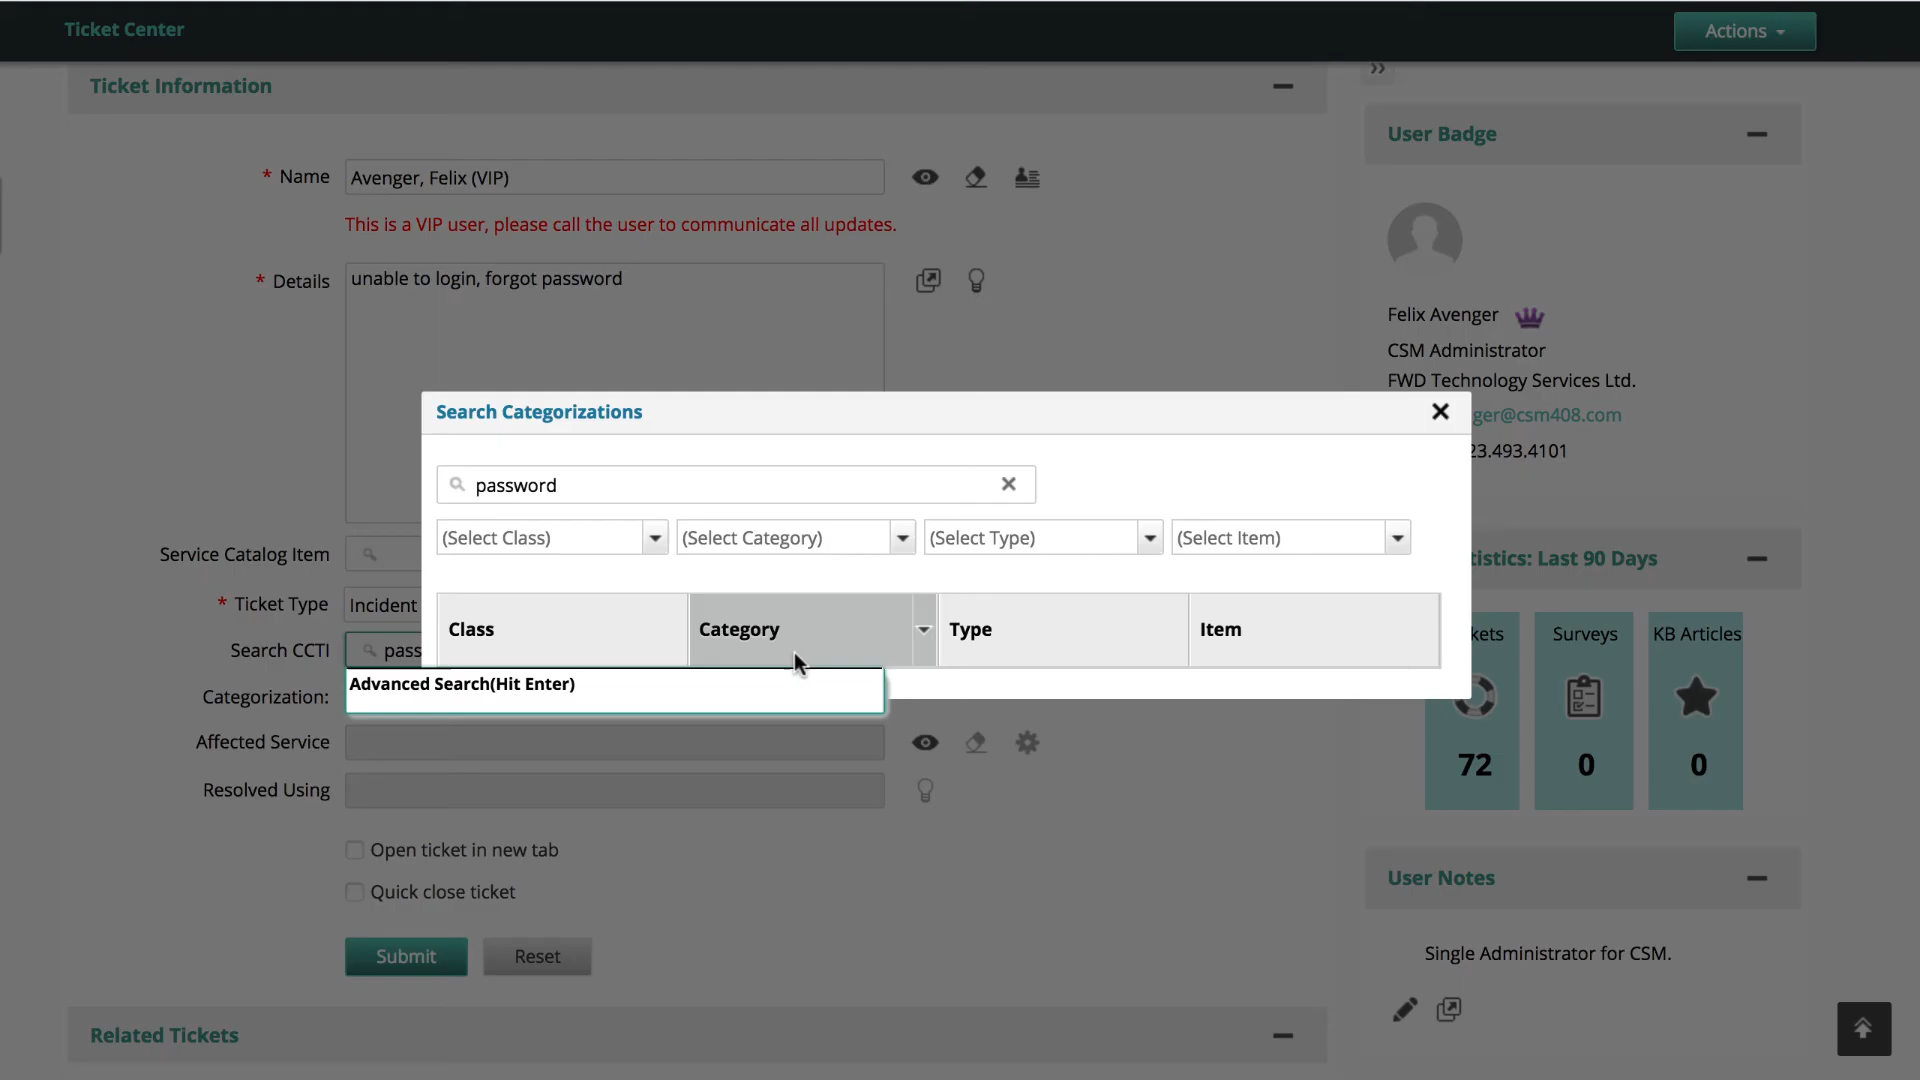 Ticket Center
Actions
Ticket Information
* Name
Avenger, Felix (VIP)
This is a VIP user, please call the user to communicate all updates.
* Details
unable to login, forgot password
Service Catalog Item
* Ticket Type
Incident
Search CCTI
pass
Categorization:
Advanced Search(Hit Enter)
Affected Service
Resolved Using
Open ticket in new tab
Quick close ticket
Submit
Reset
Related Tickets
Search Categorizations
password
(Select Class)
(Select Category)
(Select Type)
(Select Item)
Class
Category
Type
Item
User Badge
Felix Avenger
CSM Administrator
FWD Technology Services Ltd.
ger@csm408.com
23.493.4101
tistics: Last 90 Days
kets
Surveys
KB Articles
72
0
0
User Notes
Single Administrator for CSM.